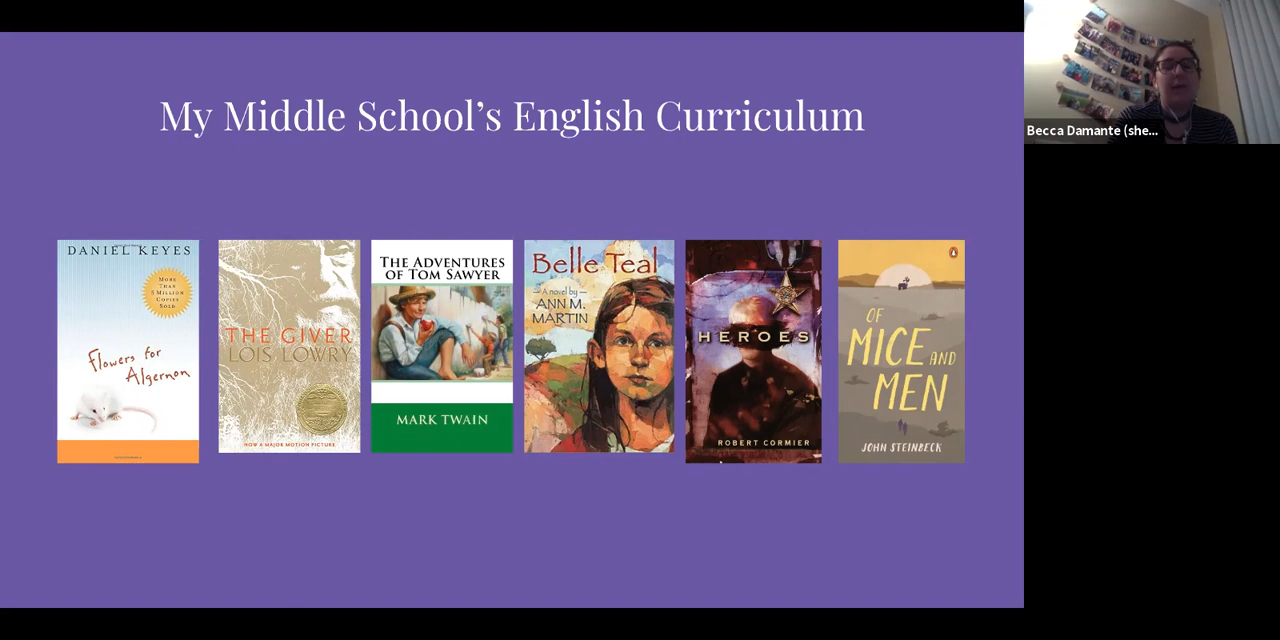 My Middle School's English Curriculum
Becca Damante (she...
DANIEL KEYES
MORE
THAN
5 MILLION
COPIES
SOLD
Flowers for
Algernon
THE GIVER
LOIS LOWRY
NOW A MAJOR MOTION PICTURE
THE ADVENTURES
OF TOM SAWYER
MARK TWAIN
Belle Teal
—A novel by—
ANN M.
MARTIN
HEROES
ROBERT CORMIER
OF
MICE AND
MEN
JOHN STEINBECK